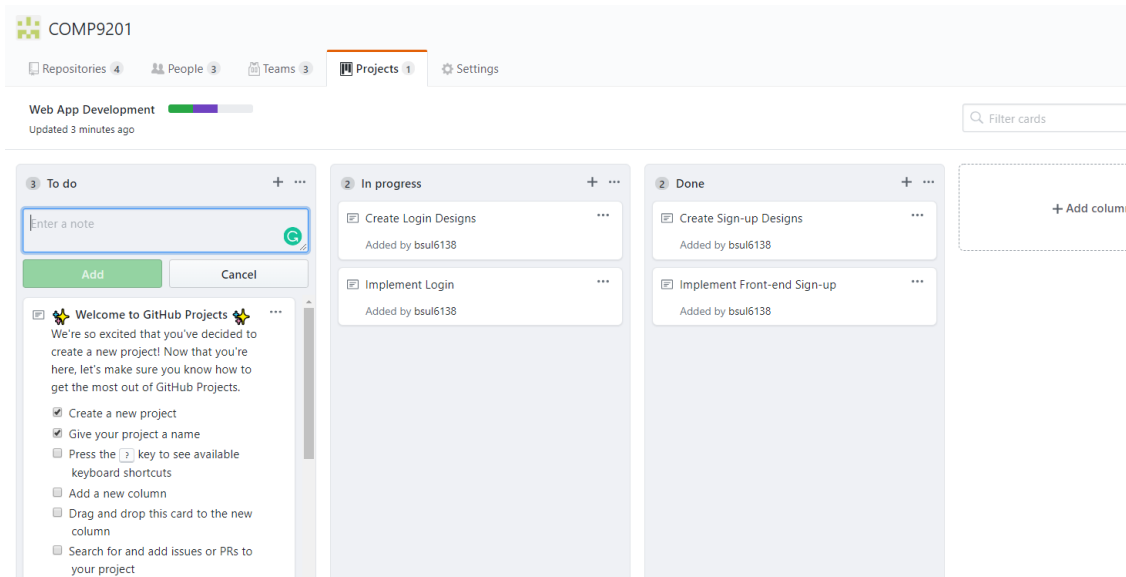 COMP9201
Repositories 4 People 3 Teams 3 Projects 1 Settings
Web App Development
Updated 3 minutes ago
Filter cards
3 To do
Enter a note
Add Cancel
Welcome to GitHub Projects
We're so excited that you've decided to
create a new project! Now that you're
here, let's make sure you know how to
get the most out of GitHub Projects.
Create a new project
Give your project a name
Press the ? key to see available
keyboard shortcuts
Add a new column
Drag and drop this card to the new
column
Search for and add issues or PRs to
your project
2 In progress
Create Login Designs
Added by bsul6138
Implement Login
Added by bsul6138
2 Done
Create Sign-up Designs
Added by bsul6138
Implement Front-end Sign-up
Added by bsul6138
+ Add colum